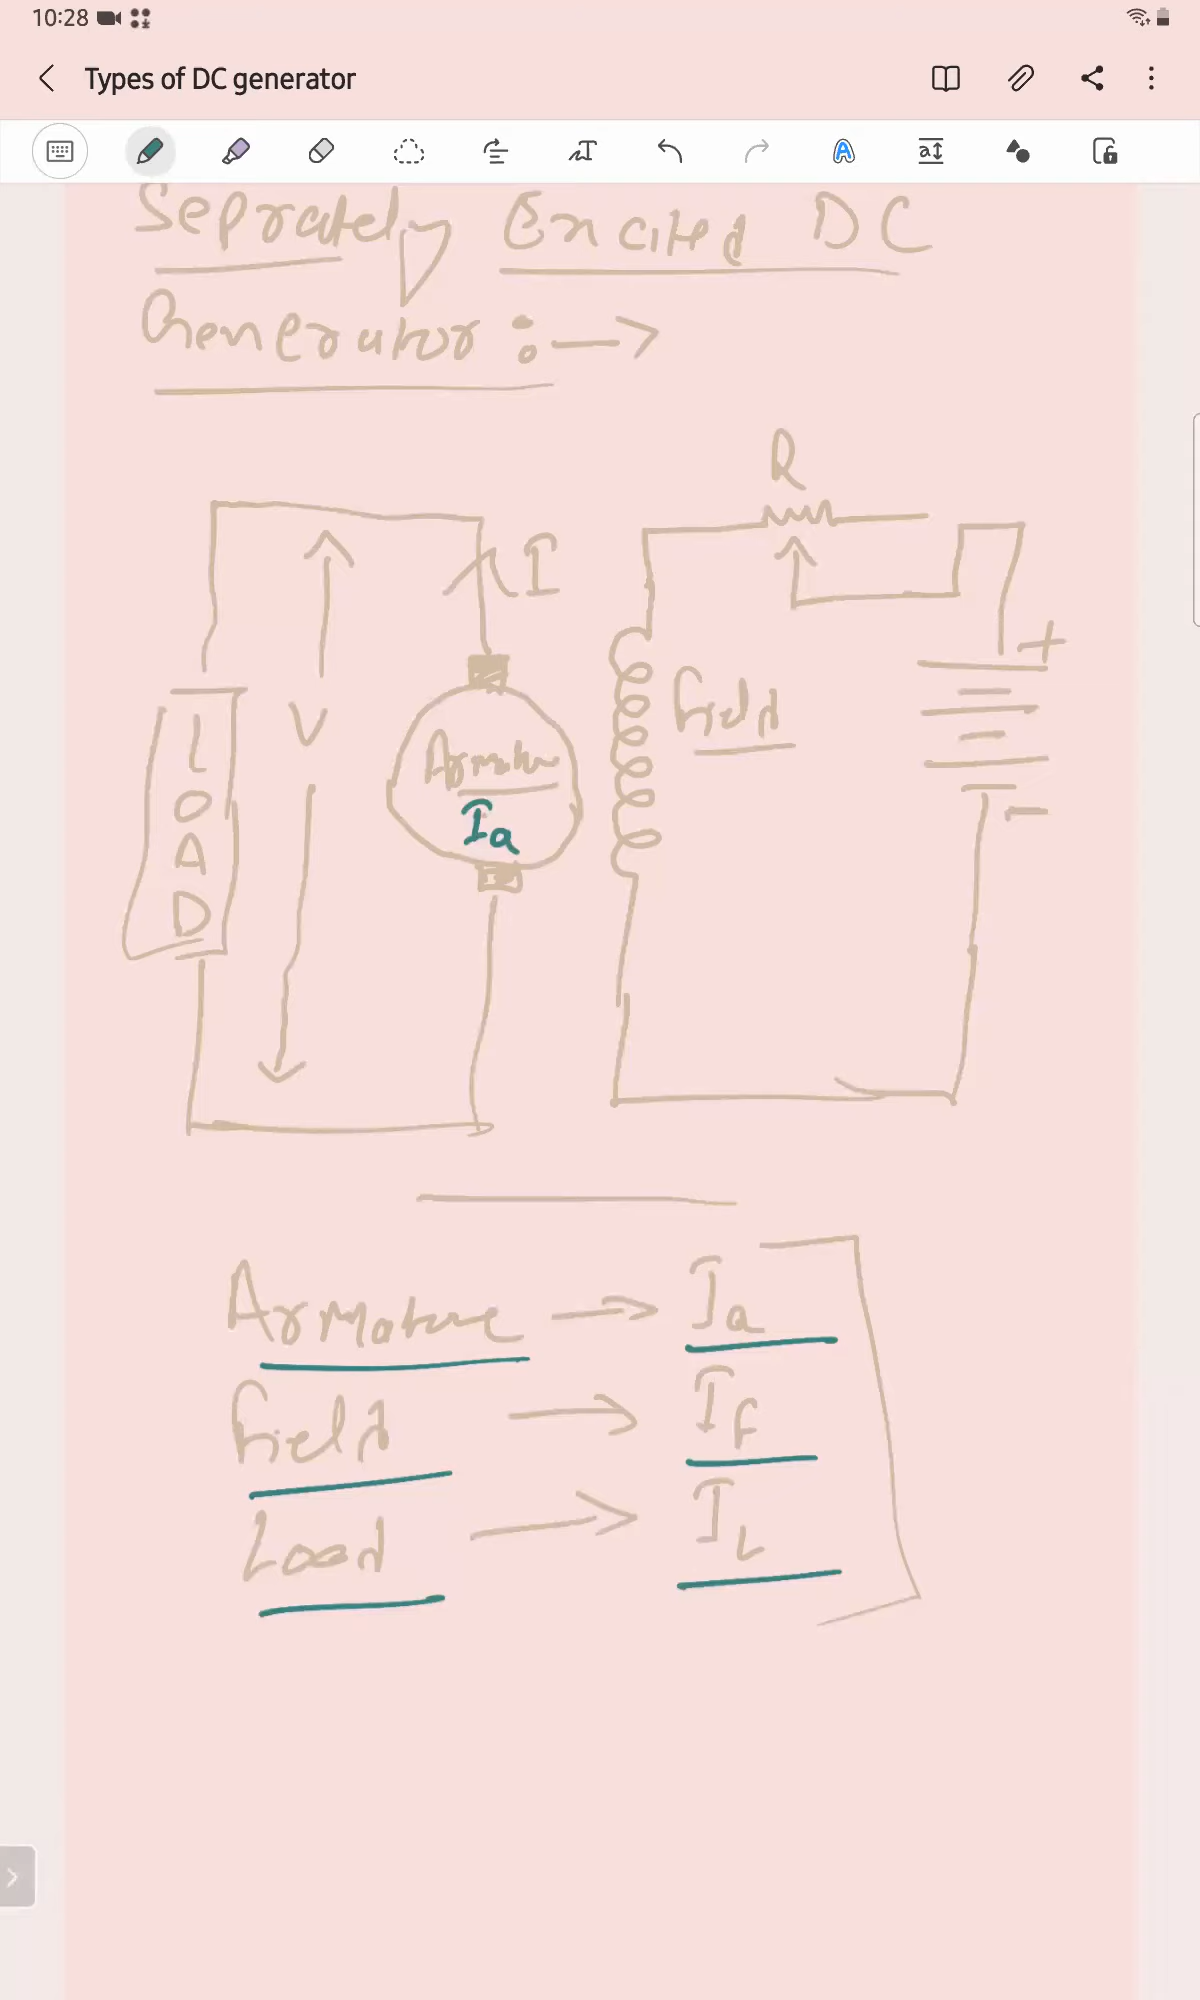 10:28
Types of DC generator
Seprately Excited DC
Generator :→
R
I
+
LOAD
V
Armature
Ia
field
-
Armature → Ia
field → If
Load → IL